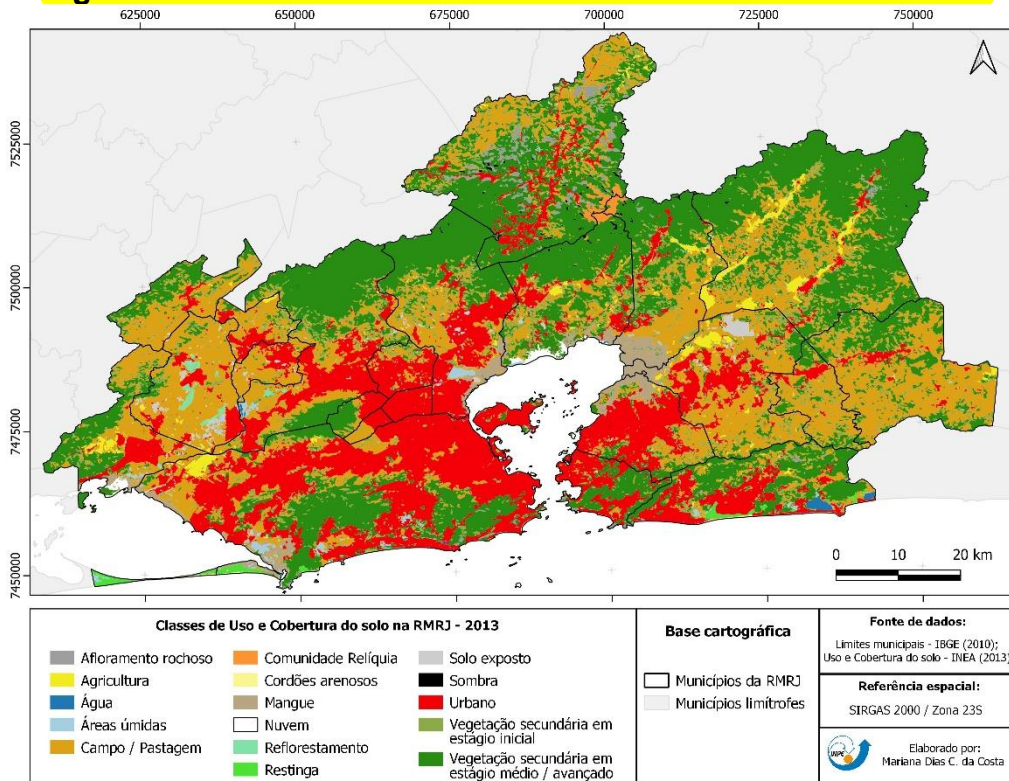 625000 650000 675000 700000 725000 750000
7525000
7500000
7475000
7450000
0 10 20 km
Classes de Uso e Cobertura do solo na RMRJ - 2013
Afloramento rochoso
Agricultura
Água
Áreas úmidas
Campo / Pastagem
Comunidade Relíquia
Cordões arenosos
Mangue
Nuvem
Reflorestamento
Restinga
Solo exposto
Sombra
Urbano
Vegetação secundária em
estágio inicial
Vegetação secundária em
estágio médio / avançado
Base cartográfica
Municípios da RMRJ
Municípios limítrofes
Fonte de dados:
Limites municipais - IBGE (2010);
Uso e Cobertura do solo - INEA (2013)
Referência espacial:
SIRGAS 2000 / Zona 23S
INPE
Elaborado por:
Mariana Dias C. da Costa